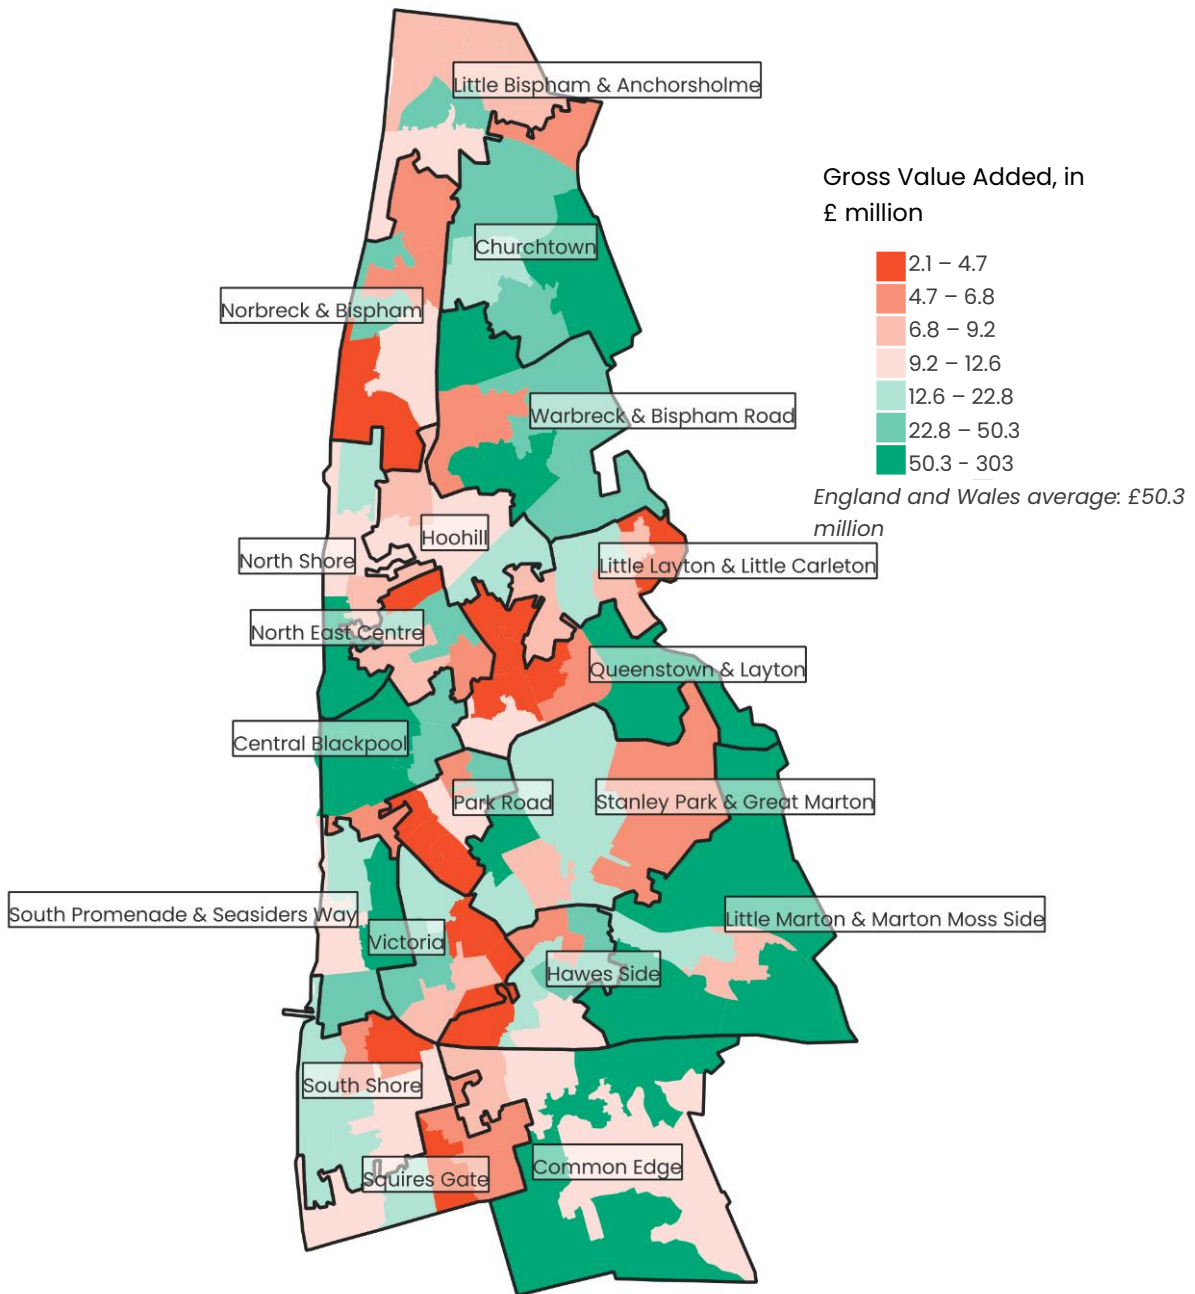 Little Bispham & Anchorsholme
Gross Value Added, in
£ million
Churchtown
2.1 – 4.7
4.7 – 6.8
Norbreck & Bispham
6.8 – 9.2
9.2 – 12.6
12.6 – 22.8
Warbreck & Bispham Road
22.8 – 50.3
50.3 - 303
England and Wales average: £50.3
million
Hoohill
North Shore
Little Layton & Little Carleton
North East Centre
Queenstown & Layton
Central Blackpool
Park Road
Stanley Park & Great Marton
South Promenade & Seasiders Way
Little Marton & Marton Moss Side
Victoria
Hawes Side
South Shore
Common Edge
Squires Gate